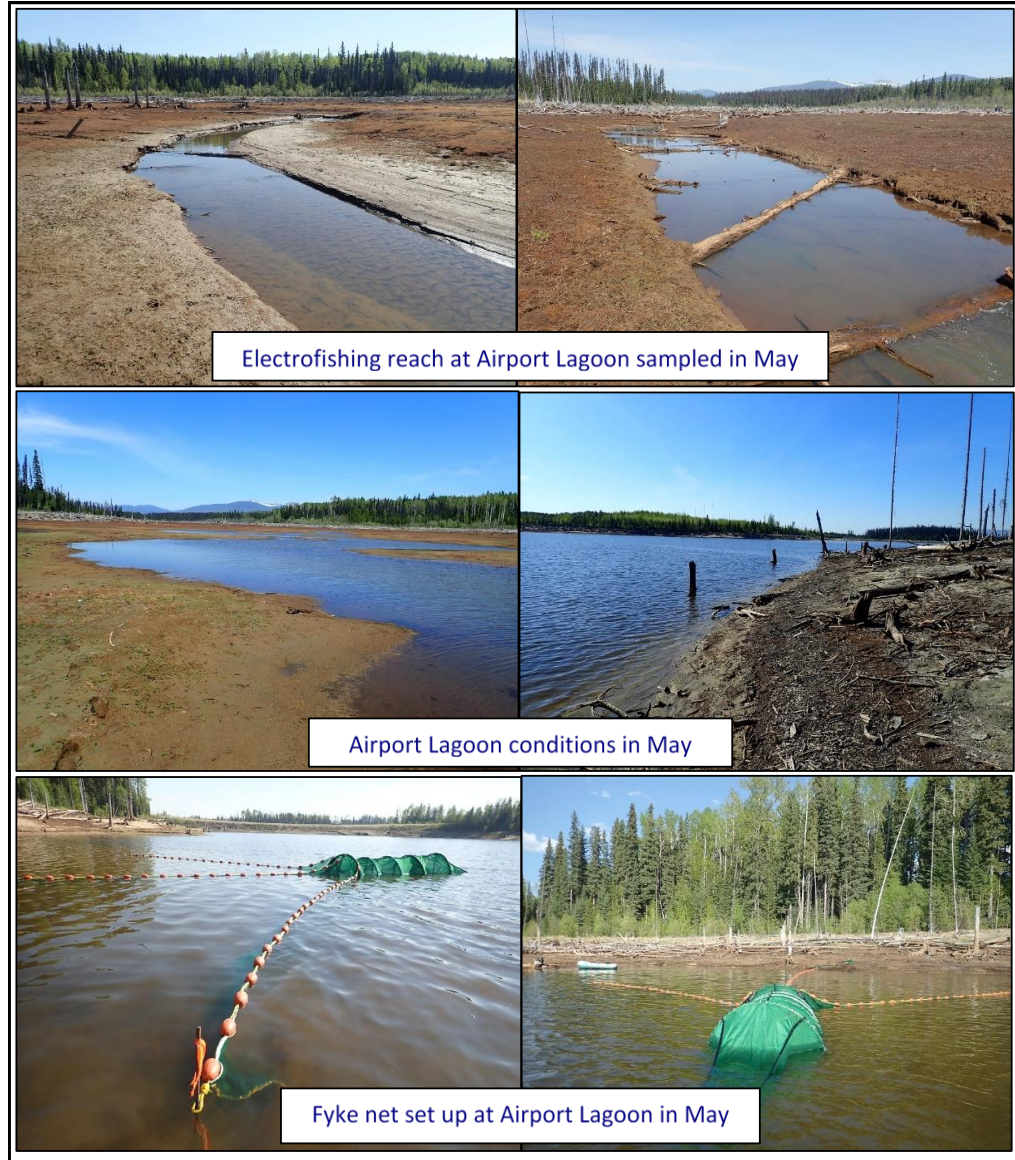 Electrofishing reach at Airport Lagoon sampled in May
Airport Lagoon conditions in May
Fyke net set up at Airport Lagoon in May